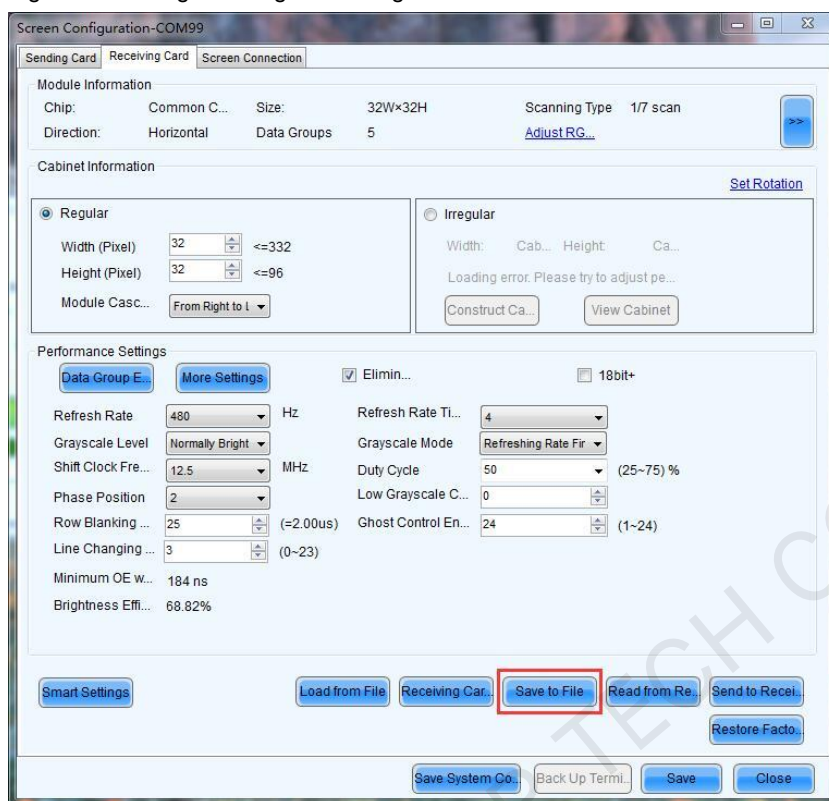 Screen Configuration-COM99
Sending Card Receiving Card Screen Connection
Module Information
Chip: Common C... Size: 32W×32H Scanning Type 1/7 scan
Direction: Horizontal Data Groups 5 Adjust RG...
>>
Cabinet Information
Set Rotation
Regular
Width (Pixel) 32 <=332
Height (Pixel) 32 <=96
Module Casc... From Right to L
Irregular
Width: Cab... Height: Ca...
Loading error. Please try to adjust pe...
Construct Ca... View Cabinet
Performance Settings
Data Group E... More Settings Elimin... 18bit+
Refresh Rate 480 Hz Refresh Rate Ti... 4
Grayscale Level Normally Bright Grayscale Mode Refreshing Rate Fir
Shift Clock Fre... 12.5 MHz Duty Cycle 50 (25~75) %
Phase Position 2 Low Grayscale C... 0
Row Blanking ... 25 (=2.00us) Ghost Control En... 24 (1~24)
Line Changing ... 3 (0~23)
Minimum OE w... 184 ns
Brightness Effi... 68.82%
Smart Settings Load from File Receiving Car... Save to File Read from Re... Send to Recei...
Restore Facto...
Save System Co... Back Up Termi... Save Close
TECH